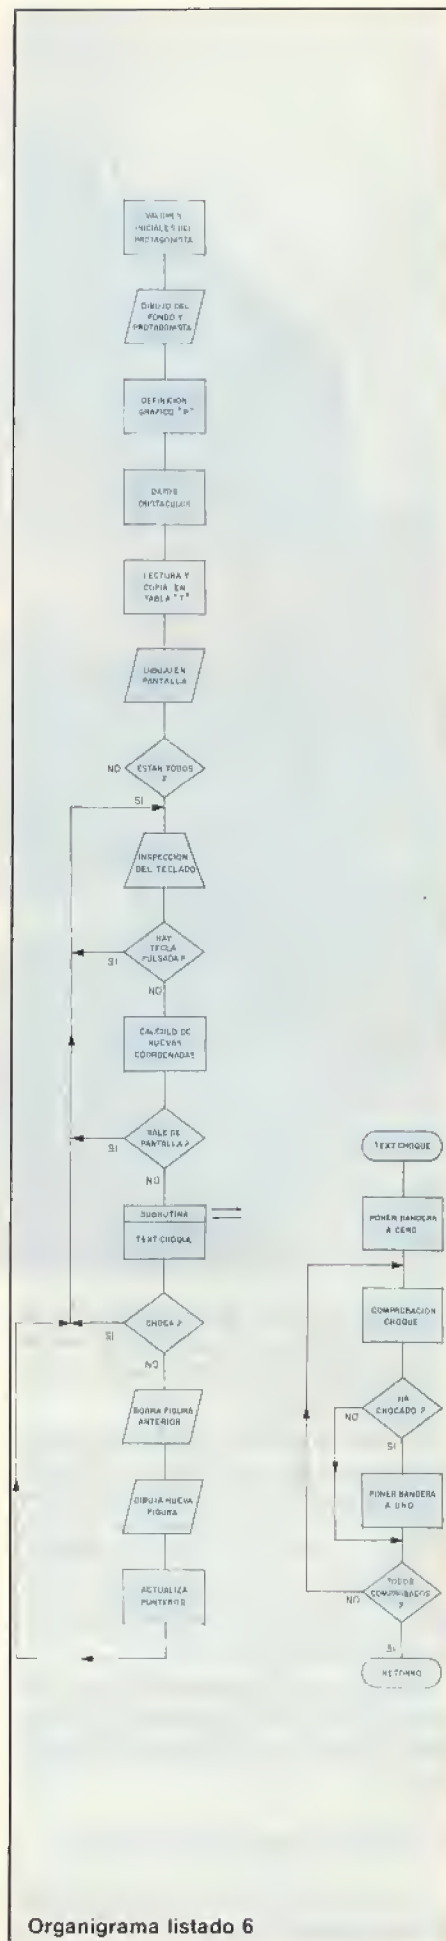 VALORES
INICIALES DEL
PROTAGONISTA
DIBUJO DEL
FONDO Y
PROTAGONISTA
DEFINICION
GRAFICO "P"
DATOS
OBSTACULOS
LECTURA Y
COPIA EN
TABLA "T"
DIBUJO EN
PANTALLA
NO
ESTAN TODOS
?
SI
INSPECCION
DEL TECLADO
HAY
TECLA
PULSADA ?
SI
NO
CALCULO DE
NUEVAS
COORDENADAS
SALE DE
PANTALLA ?
SI
NO
SUBRUTINA
TEXT CHOQUE
CHOCA ?
SI
NO
BORRA FIGURA
ANTERIOR
DIBUJA NUEVA
FIGURA
ACTUALIZA
PUNTEROS
TEXT CHOQUE
PONER BANDERA
A CERO
COMPROBACION
CHOQUE
HA
CHOCADO ?
NO
SI
PONER BANDERA
A UNO
TODOS
COMPROBADOS
?
NO
SI
RETORNO
Organigrama listado 6